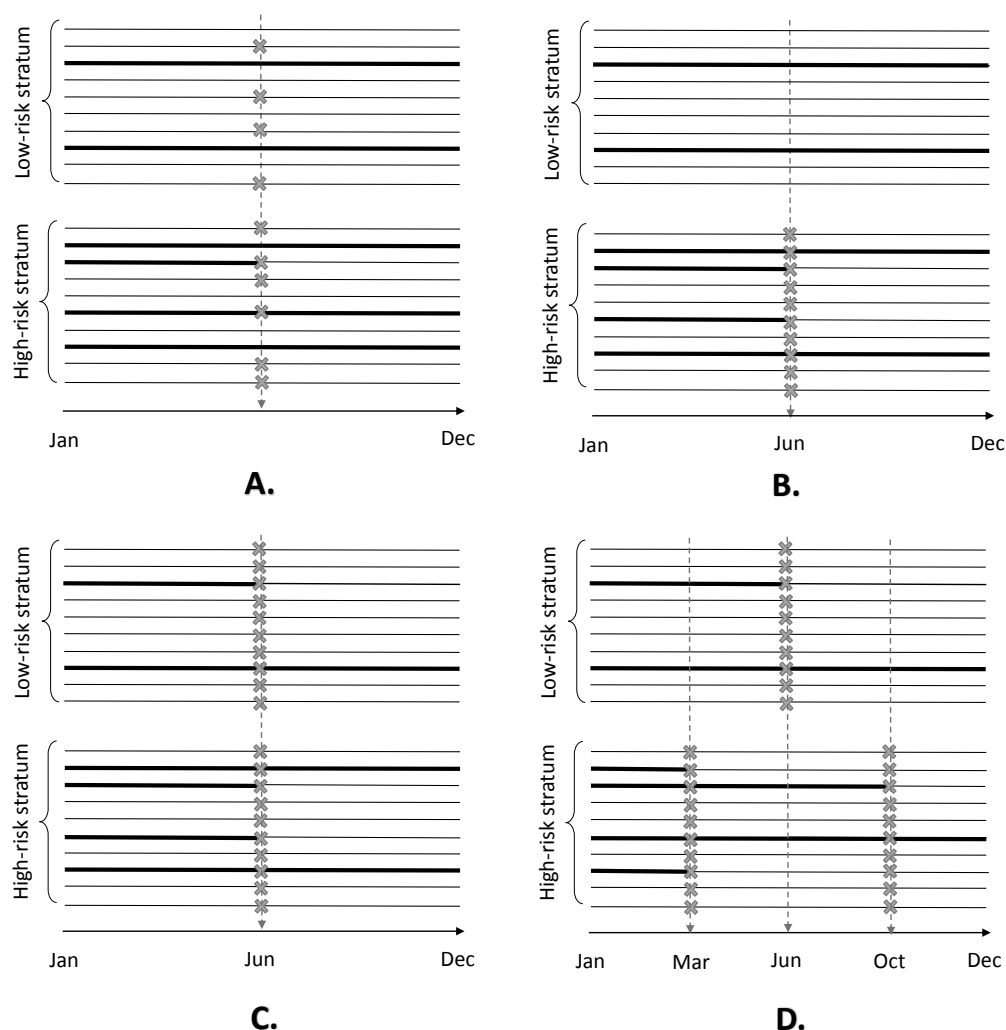 Low-risk stratum
High-risk stratum
Jan
Dec
A.
Low-risk stratum
High-risk stratum
Jan
Jun
Dec
B.
Low-risk stratum
High-risk stratum
Jan
Jun
Dec
C.
Low-risk stratum
High-risk stratum
Jan
Mar
Jun
Oct
Dec
D.